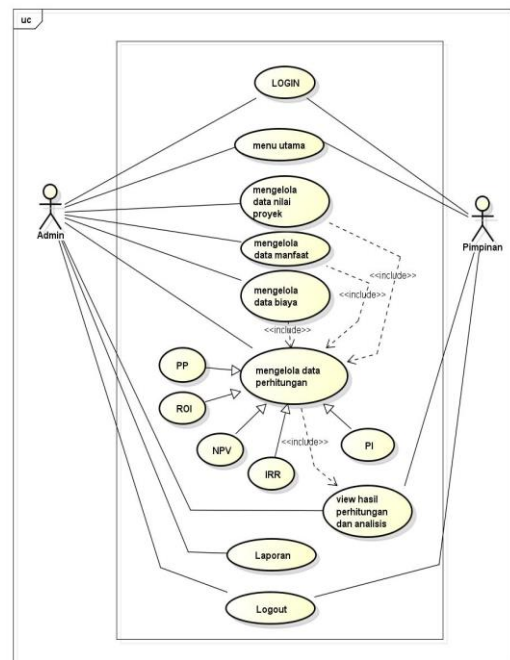 uc
LOGIN
menu utama
mengelola
data nilai
proyek
Admin
Pimpinan
mengelola
data manfaat
<<include>>
<<include>>
mengelola
data biaya
<<include>>
mengelola data
perhitungan
PP
ROI
NPV
IRR
<<include>>
PI
view hasil
perhitungan
dan analisis
Laporan
Logout